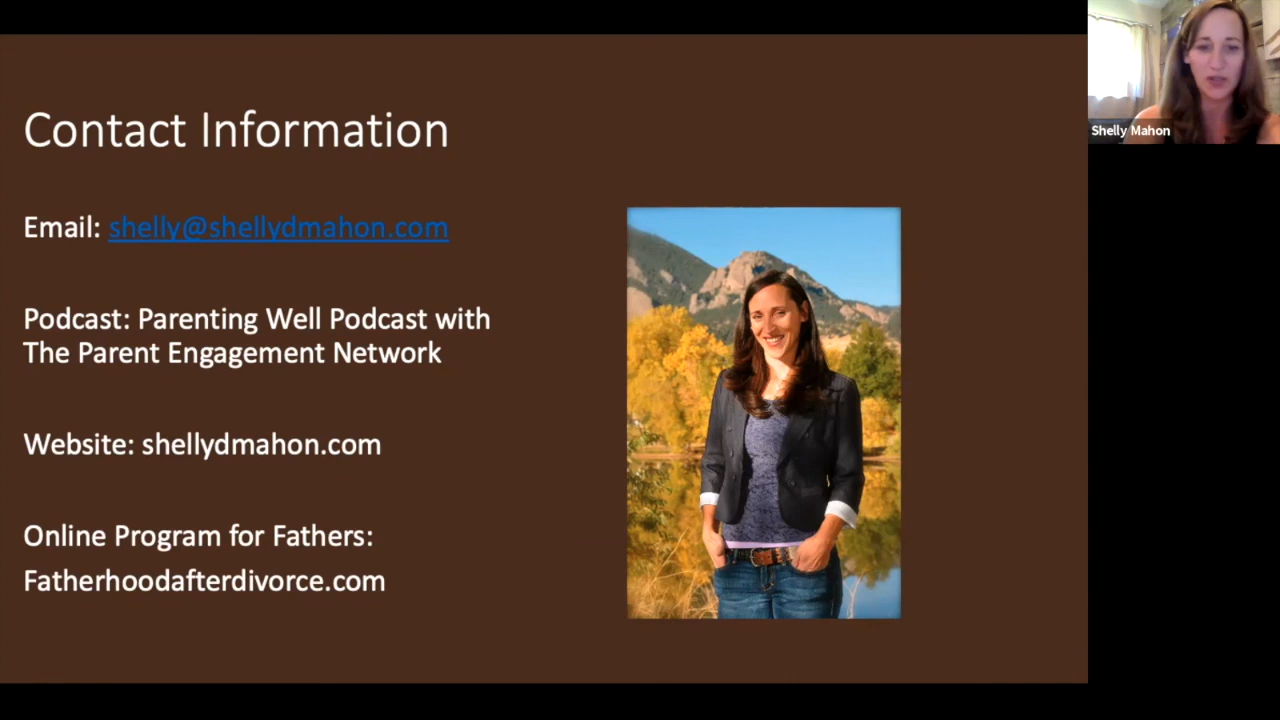 Contact Information
Email: shelly@shellydmahon.com
Podcast: Parenting Well Podcast with
The Parent Engagement Network
Website: shellydmahon.com
Online Program for Fathers:
Fatherhoodafterdivorce.com
Shelly Mahon